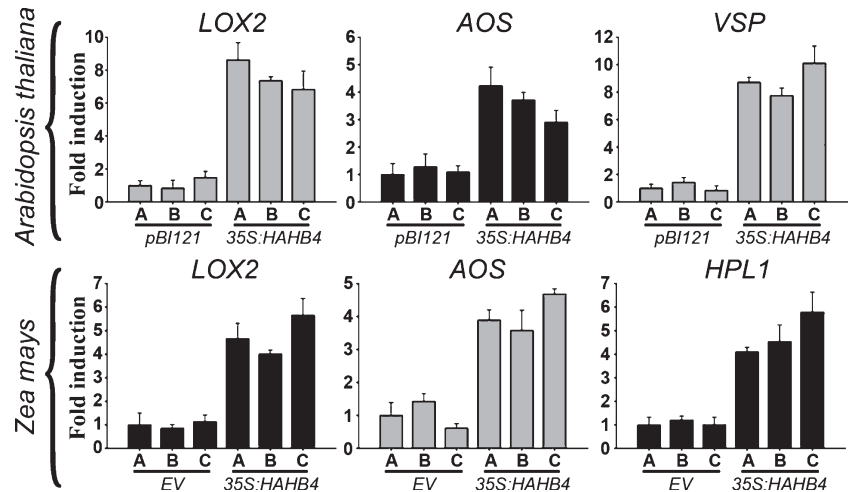 Arabidopsis thaliana
LOX2 AOS VSP
Fold induction
10 8 6 4 2 0
6 5 4 3 2 1 0
12 10 8 6 4 2 0
A B C A B C A B C A B C A B C A B C
pBI121 35S:HAHB4 pBI121 35S:HAHB4 pBI121 35S:HAHB4
Zea mays
LOX2 AOS HPL1
Fold induction
7 6 5 4 3 2 1 0
5 4 3 2 1 0
7 6 5 4 3 2 1 0
A B C A B C A B C A B C A B C A B C
EV 35S:HAHB4 EV 35S:HAHB4 EV 35S:HAHB4